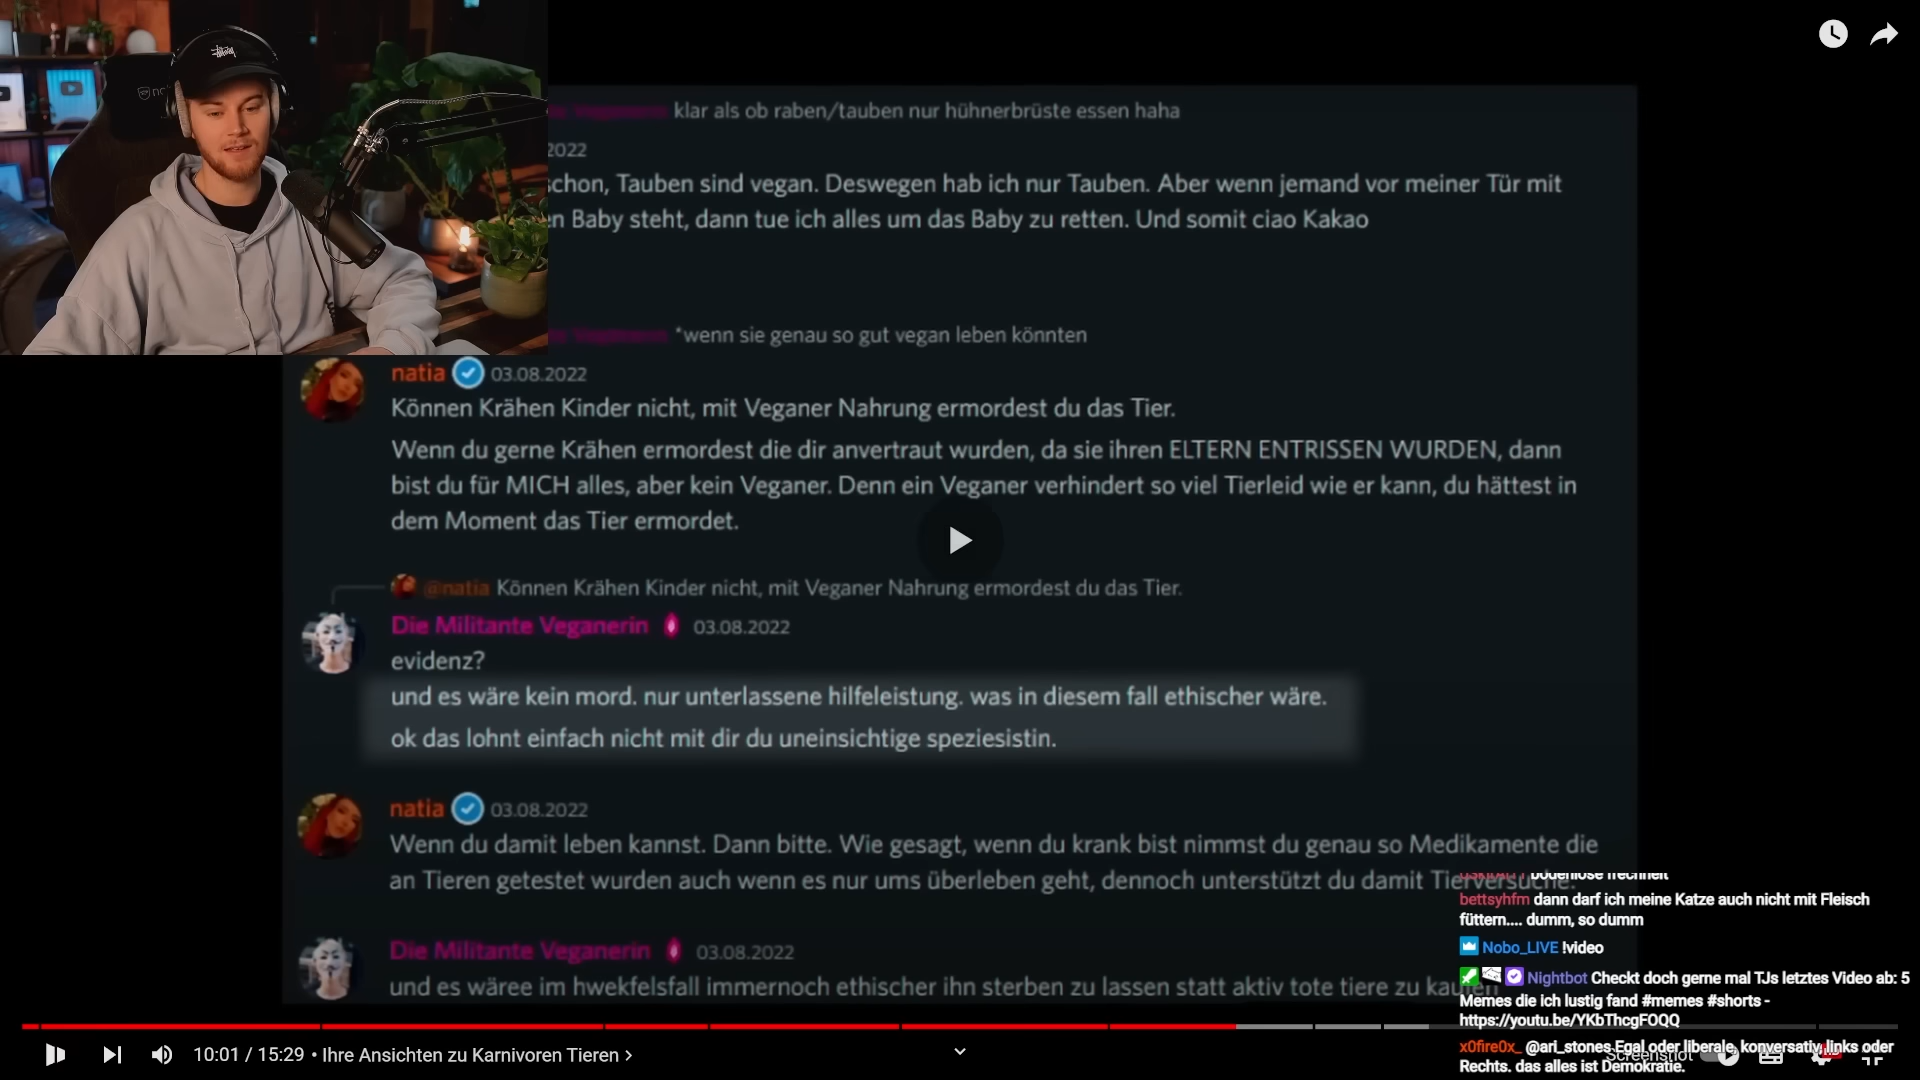 klar als ob raben/tauben nur hühnerbrüste essen haha
2022
schon, Tauben sind vegan. Deswegen hab ich nur Tauben. Aber wenn jemand vor meiner Tür mit
n Baby steht, dann tue ich alles um das Baby zu retten. Und somit ciao Kakao
*wenn sie genau so gut vegan leben könnten
natia 03.08.2022
Können Krähen Kinder nicht, mit Veganer Nahrung ermordest du das Tier.
Wenn du gerne Krähen ermordest die dir anvertraut wurden, da sie ihren ELTERN ENTRISSEN WURDEN, dann
bist du für MICH alles, aber kein Veganer. Denn ein Veganer verhindert so viel Tierleid wie er kann, du hättest in
dem Moment das Tier ermordet.
@natia Können Krähen Kinder nicht, mit Veganer Nahrung ermordest du das Tier.
Die Militante Veganerin 03.08.2022
evidenz?
und es wäre kein mord. nur unterlassene hilfeleistung. was in diesem fall ethischer wäre.
ok das lohnt einfach nicht mit dir du uneinsichtige speziesistin.
natia 03.08.2022
Wenn du damit leben kannst. Dann bitte. Wie gesagt, wenn du krank bist nimmst du genau so Medikamente die
an Tieren getestet wurden auch wenn es nur ums überleben geht, dennoch unterstützt du damit Tierversuche.
Die Militante Veganerin 03.08.2022
und es wäree im hwekfelsfall immernoch ethischer ihn sterben zu lassen statt aktiv tote tiere zu kaufen
bodenlose frechheit
bettsyhfm dann darf ich meine Katze auch nicht mit Fleisch
füttern.... dumm, so dumm
Nobo_LIVE !video
Nightbot Checkt doch gerne mal TJs letztes Video ab: 5
Memes die ich lustig fand #memes #shorts -
https://youtu.be/YKbThcgFOQQ
x0fire0x_ @ari_stones Egal oder liberale, konversativ, links oder
Rechts. das alles ist Demokratie.
10:01 / 15:29 • Ihre Ansichten zu Karnivoren Tieren
Screenshot